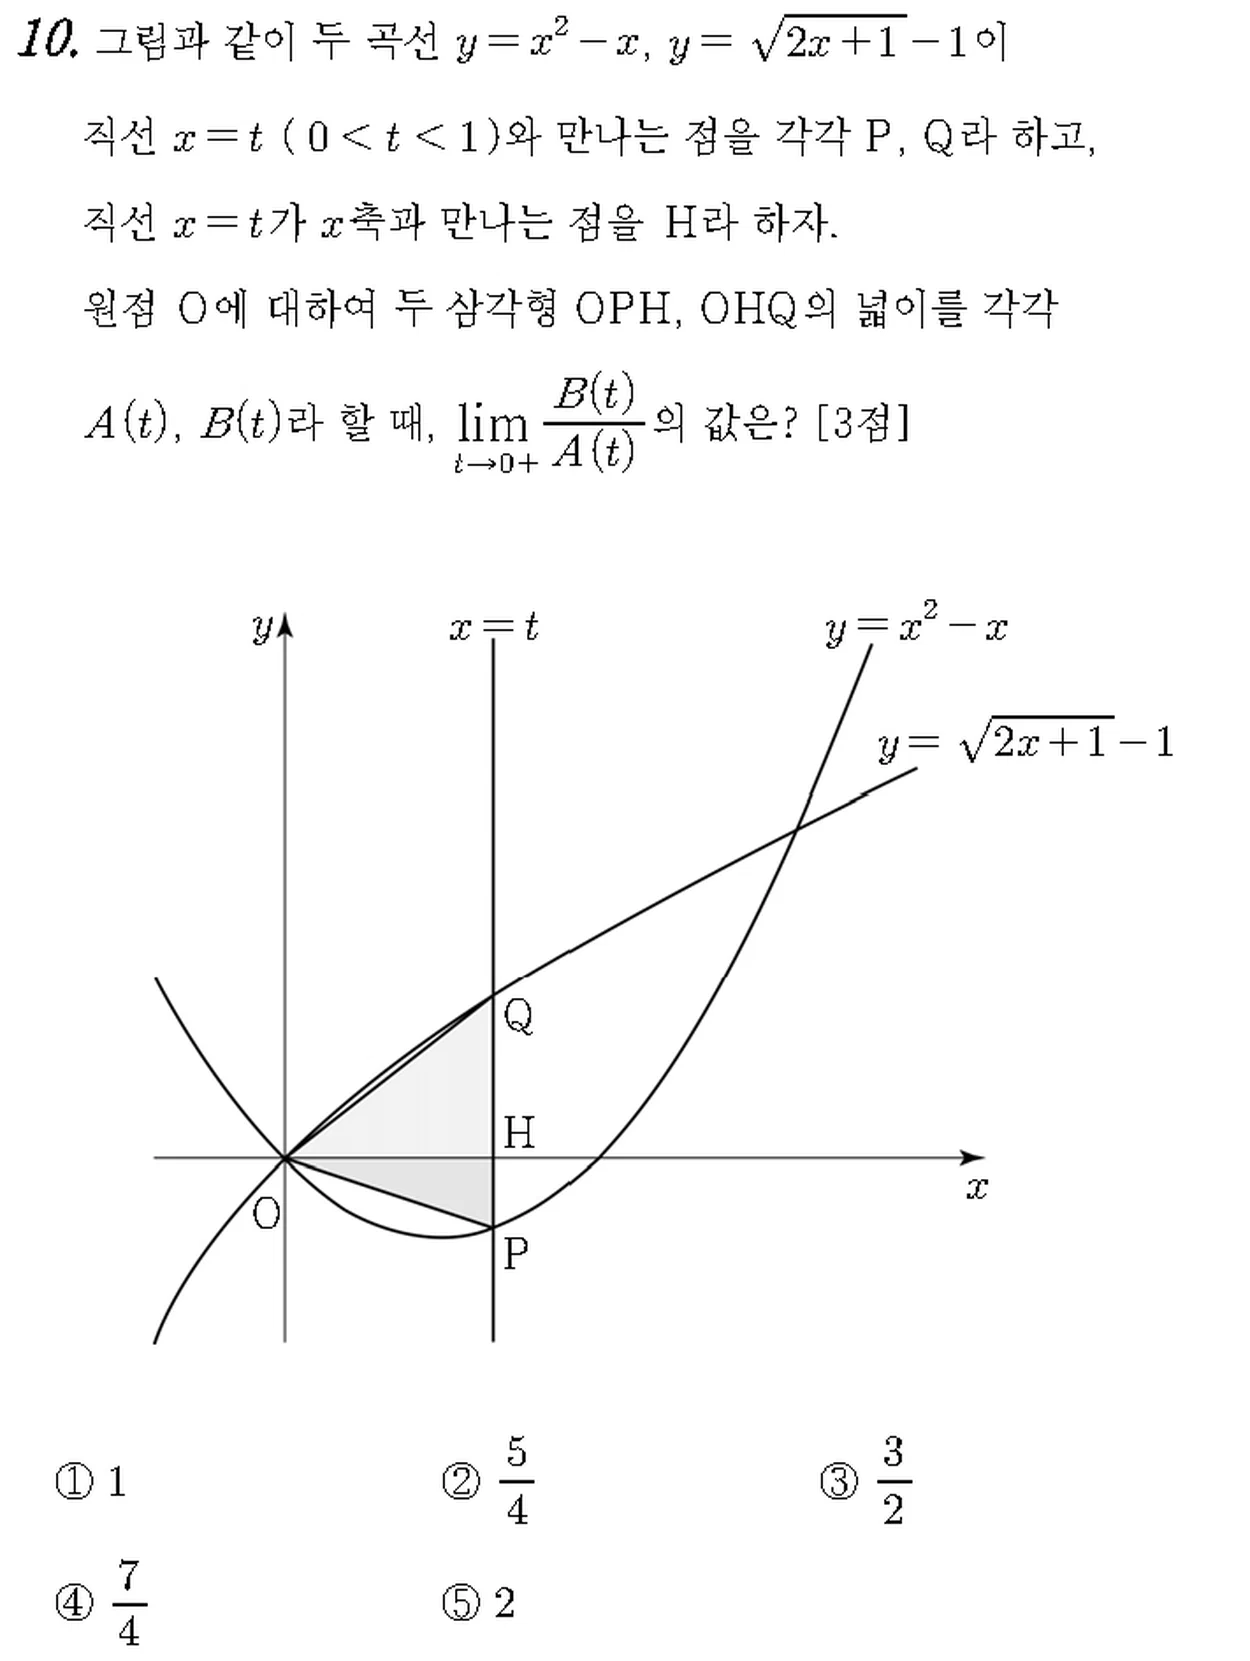 10. 그림과 같이 두 곡선 y = x² − x, y = √(2x+1) − 1이
직선 x = t ( 0 < t < 1 )와 만나는 점을 각각 P, Q라 하고,
직선 x = t가 x축과 만나는 점을 H라 하자.
원점 O에 대하여 두 삼각형 OPH, OHQ의 넓이를 각각
A(t), B(t)라 할 때, lim_{t→0+} B(t)/A(t)의 값은? [3점]
y
x = t
y = x² − x
y = √(2x+1) − 1
Q
H
x
O
P
① 1 ② 5/4 ③ 3/2
④ 7/4 ⑤ 2